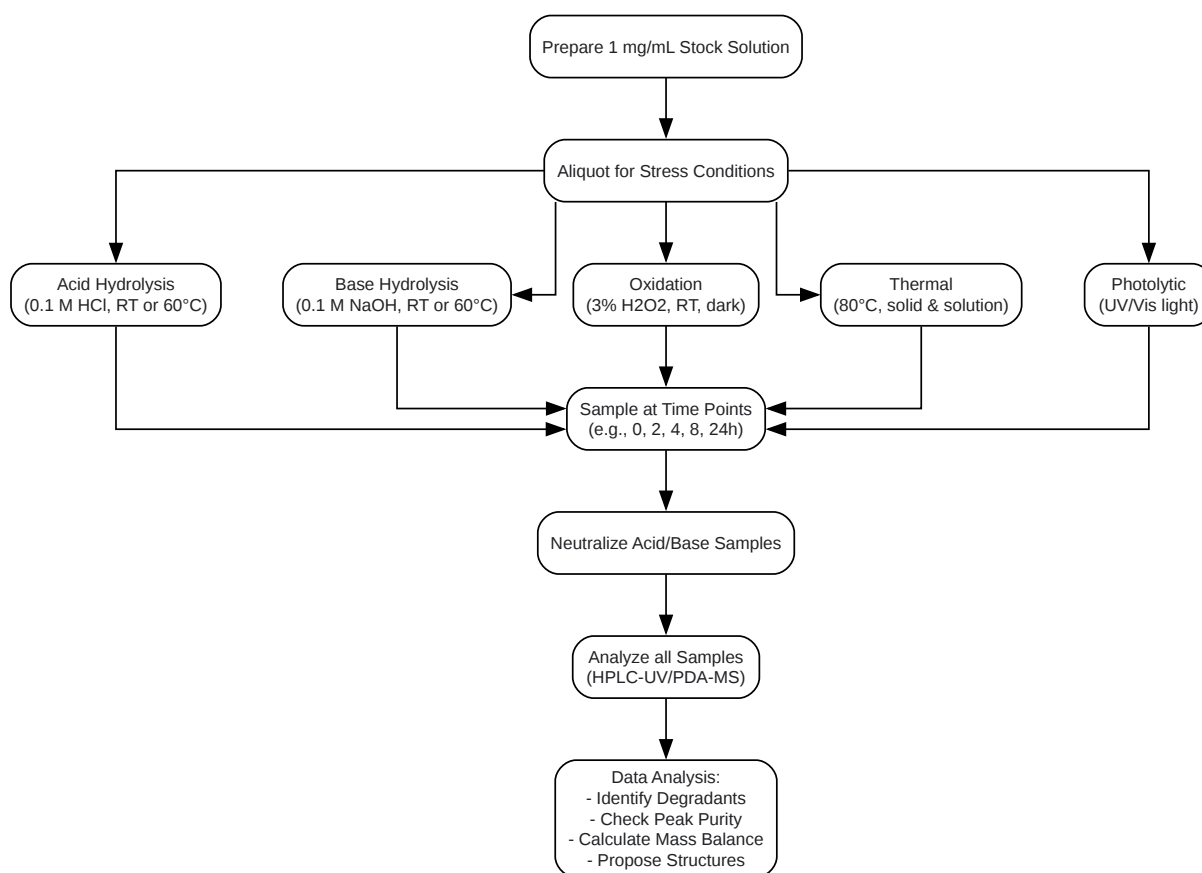 Prepare 1 mg/mL Stock Solution
Aliquot for Stress Conditions
Acid Hydrolysis
(0.1 M HCl, RT or 60°C)
Base Hydrolysis
(0.1 M NaOH, RT or 60°C)
Oxidation
(3% H2O2, RT, dark)
Thermal
(80°C, solid & solution)
Photolytic
(UV/Vis light)
Sample at Time Points
(e.g., 0, 2, 4, 8, 24h)
Neutralize Acid/Base Samples
Analyze all Samples
(HPLC-UV/PDA-MS)
Data Analysis:
- Identify Degradants
- Check Peak Purity
- Calculate Mass Balance
- Propose Structures